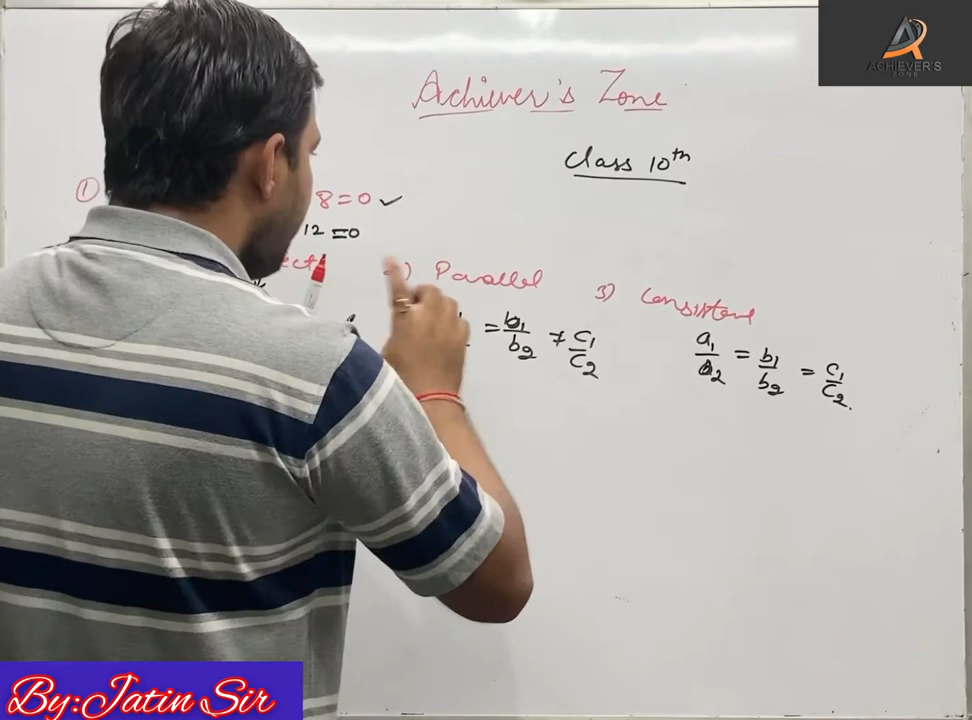 ACHIEVER'S
ZONE
Achiever's Zone
Class 10th
① 8=0 ✓
12 =0
2) Parallel 3) Consistent
= b1/b2 ≠ c1/c2 a1/a2 = b1/b2 = c1/c2.
By:Jatin Sir